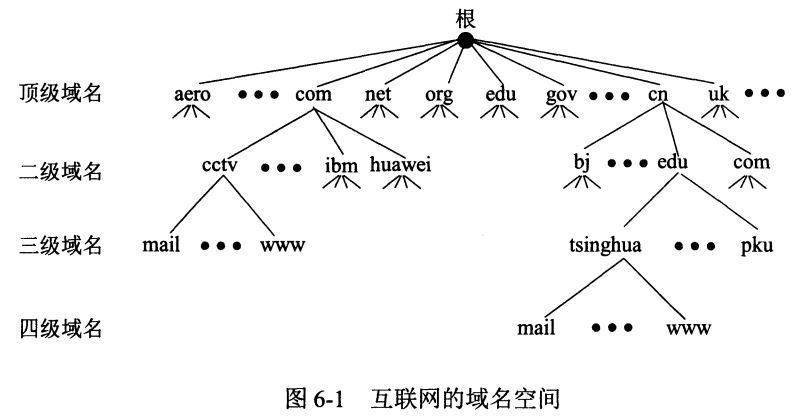 根
顶级域名 aero ••• com net org edu gov ••• cn uk •••
二级域名 cctv ••• ibm huawei bj ••• edu com
三级域名 mail ••• www tsinghua ••• pku
四级域名 mail ••• www
图 6-1 互联网的域名空间